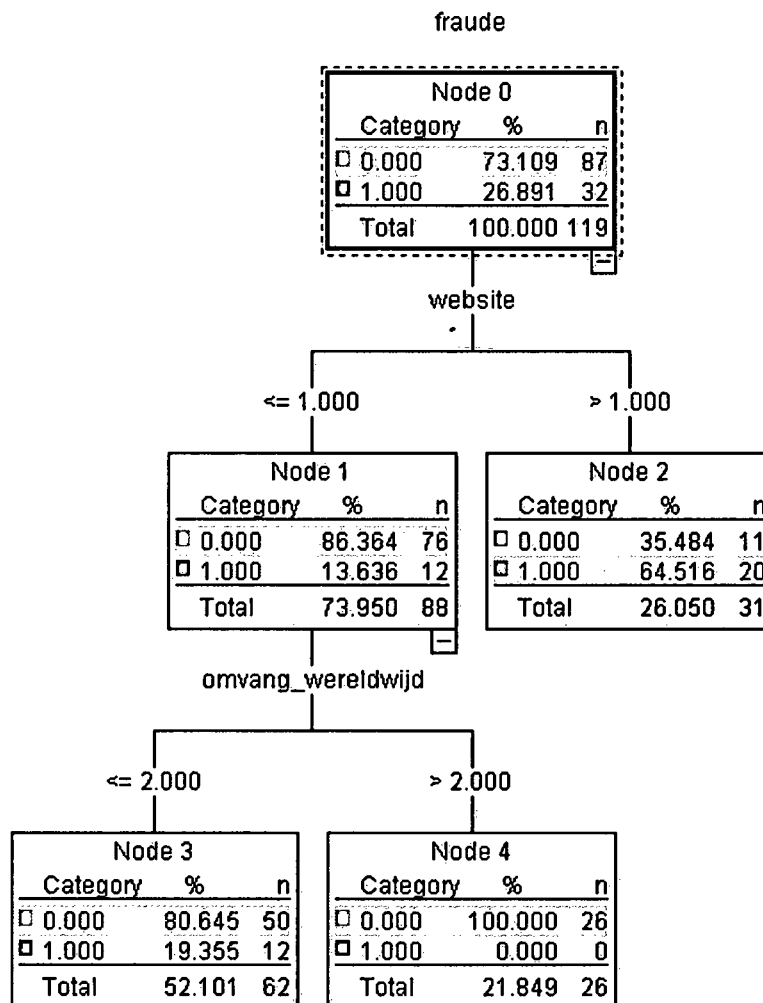 fraude
Node 0
Category % n
0.000 73.109 87
1.000 26.891 32
Total 100.000 119
website
<= 1.000 > 1.000
Node 1
Category % n
0.000 86.364 76
1.000 13.636 12
Total 73.950 88
Node 2
Category % n
0.000 35.484 11
1.000 64.516 20
Total 26.050 31
omvang_wereldwijd
<= 2.000 > 2.000
Node 3
Category % n
0.000 80.645 50
1.000 19.355 12
Total 52.101 62
Node 4
Category % n
0.000 100.000 26
1.000 0.000 0
Total 21.849 26